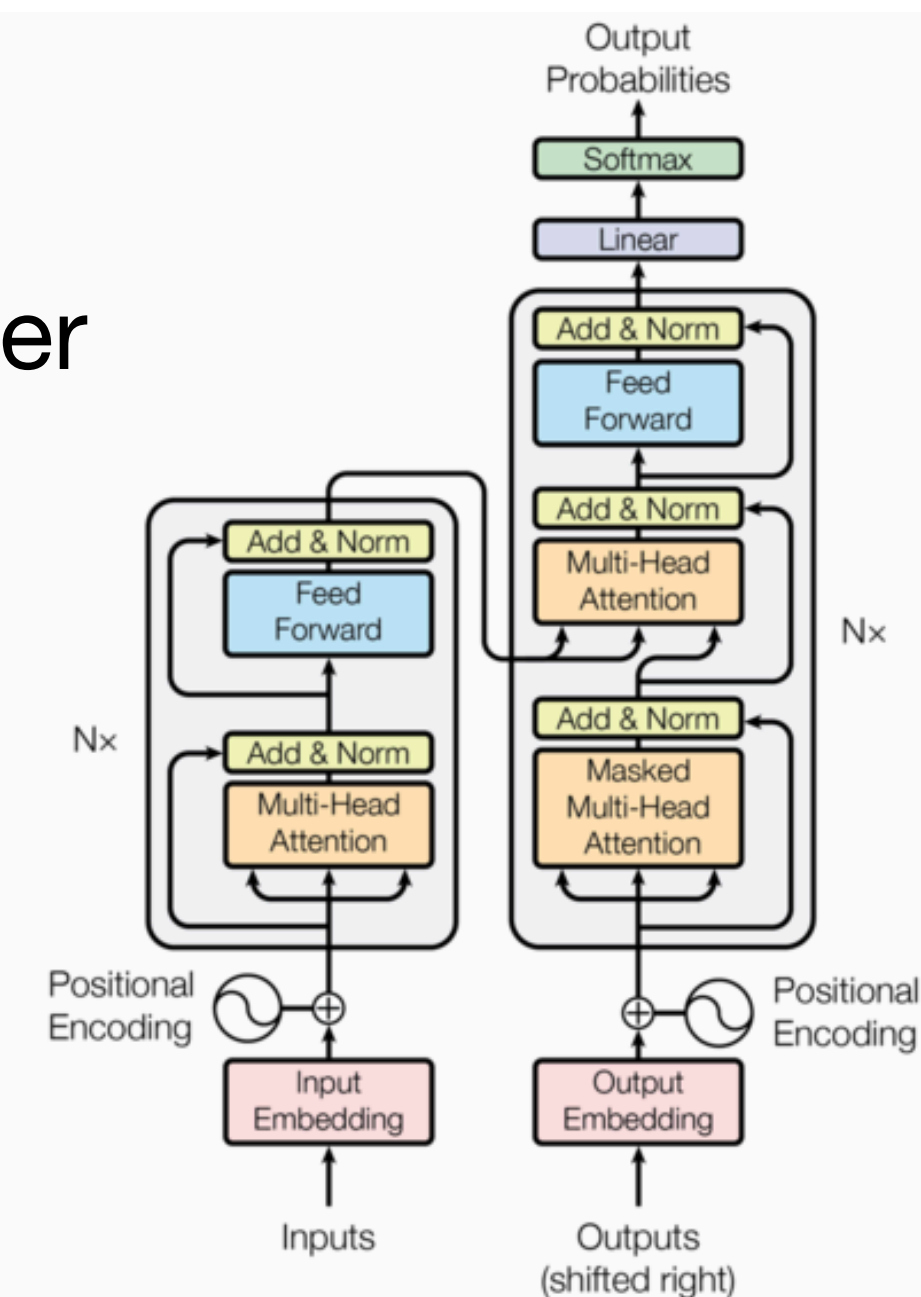 Output
Probabilities
Softmax
Linear
Add & Norm
Feed
Forward
Add & Norm
Multi-Head
Attention
Add & Norm
Masked
Multi-Head
Attention
N×
er
Add & Norm
Feed
Forward
Add & Norm
Multi-Head
Attention
N×
Positional
Encoding
Positional
Encoding
Input
Embedding
Output
Embedding
Inputs
Outputs
(shifted right)